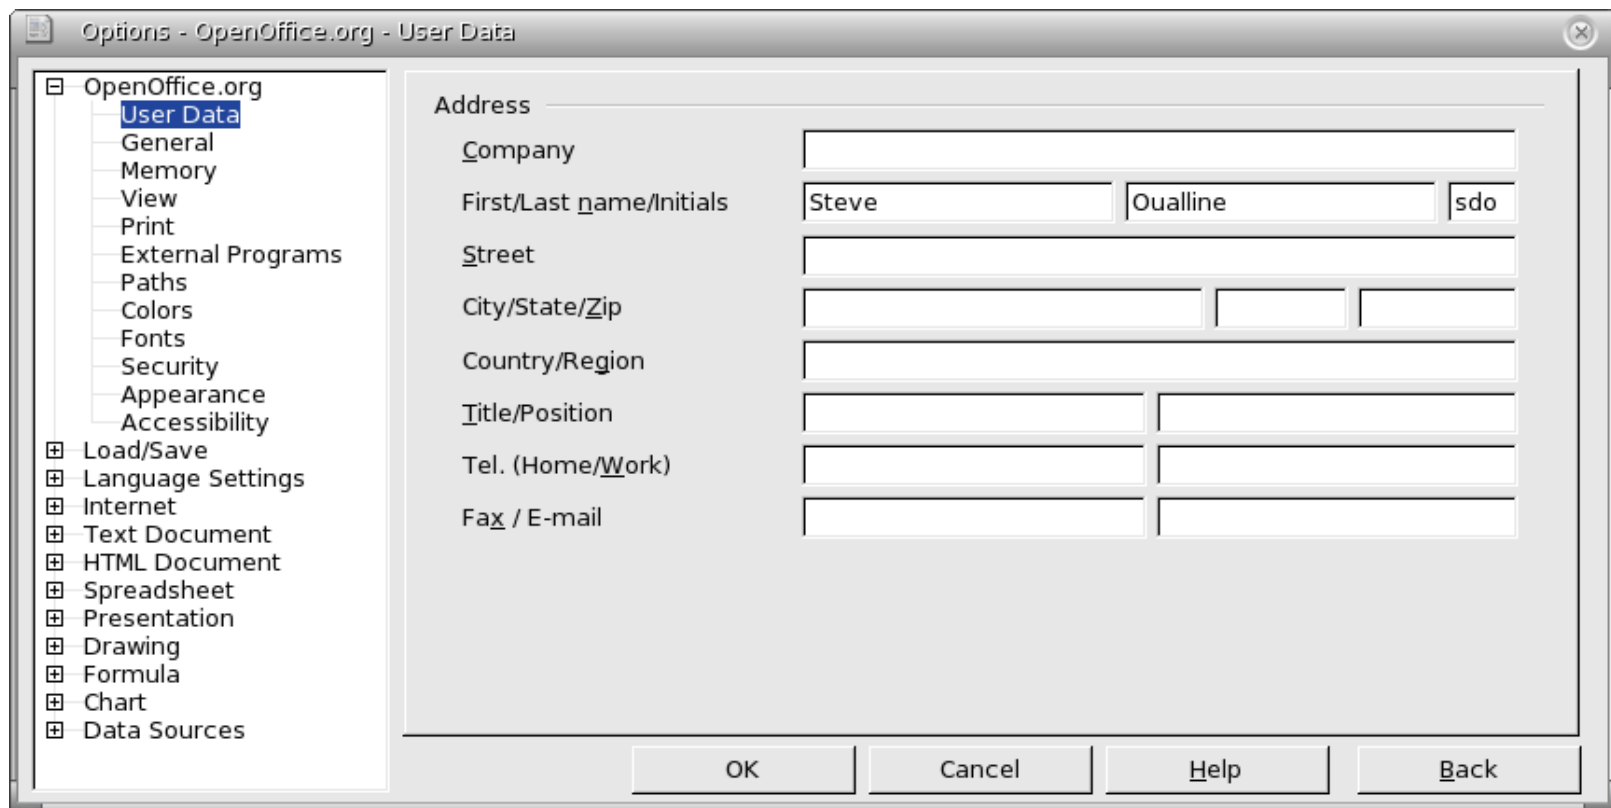 Options - OpenOffice.org - User Data
OpenOffice.org
User Data
General
Memory
View
Print
External Programs
Paths
Colors
Fonts
Security
Appearance
Accessibility
Load/Save
Language Settings
Internet
Text Document
HTML Document
Spreadsheet
Presentation
Drawing
Formula
Chart
Data Sources
Address
Company
First/Last name/Initials Steve Oualline sdo
Street
City/State/Zip
Country/Region
Title/Position
Tel. (Home/Work)
Fax / E-mail
OK Cancel Help Back